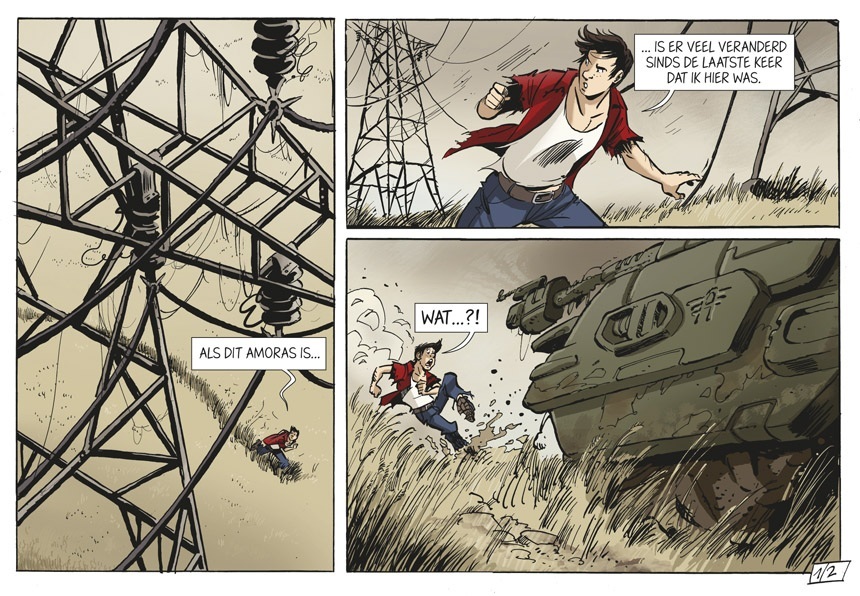 ALS DIT AMORAS IS...
... IS ER VEEL VERANDERD
SINDS DE LAATSTE KEER
DAT IK HIER WAS.
WAT...?!
1/2